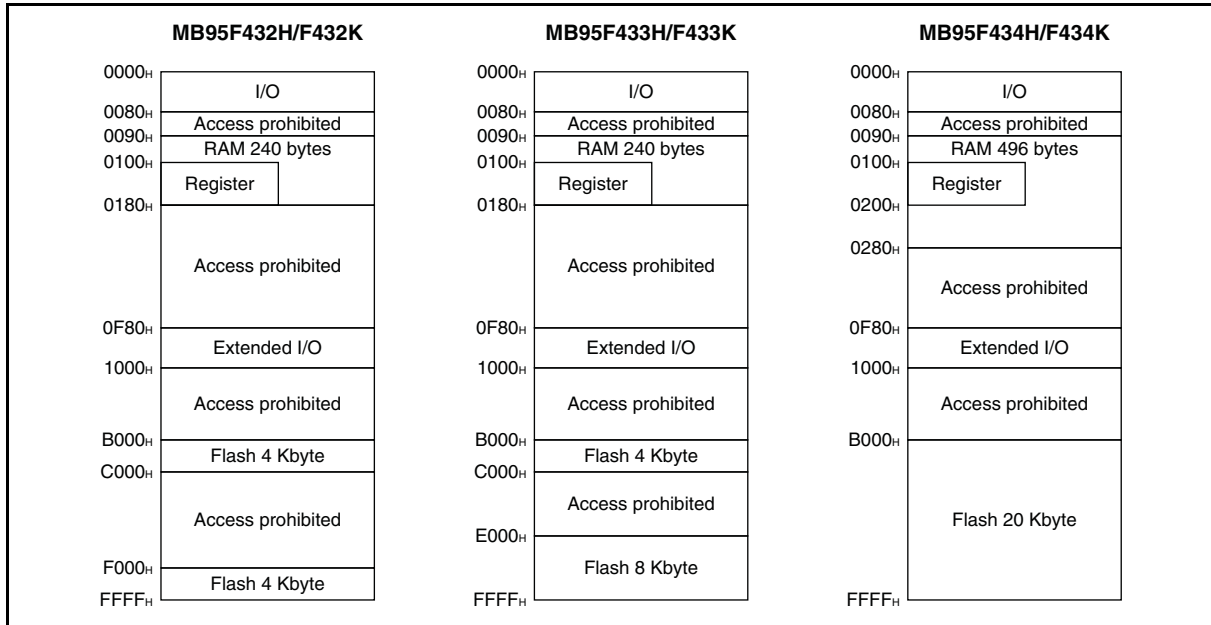 MB95F432H/F432K
0000H
I/O
0080H
Access prohibited
0090H
RAM 240 bytes
0100H
Register
0180H
Access prohibited
0F80H
Extended I/O
1000H
Access prohibited
B000H
Flash 4 Kbyte
C000H
Access prohibited
F000H
Flash 4 Kbyte
FFFFH
MB95F433H/F433K
0000H
I/O
0080H
Access prohibited
0090H
RAM 240 bytes
0100H
Register
0180H
Access prohibited
0F80H
Extended I/O
1000H
Access prohibited
B000H
Flash 4 Kbyte
C000H
Access prohibited
E000H
Flash 8 Kbyte
FFFFH
MB95F434H/F434K
0000H
I/O
0080H
Access prohibited
0090H
RAM 496 bytes
0100H
Register
0200H
0280H
Access prohibited
0F80H
Extended I/O
1000H
Access prohibited
B000H
Flash 20 Kbyte
FFFFH